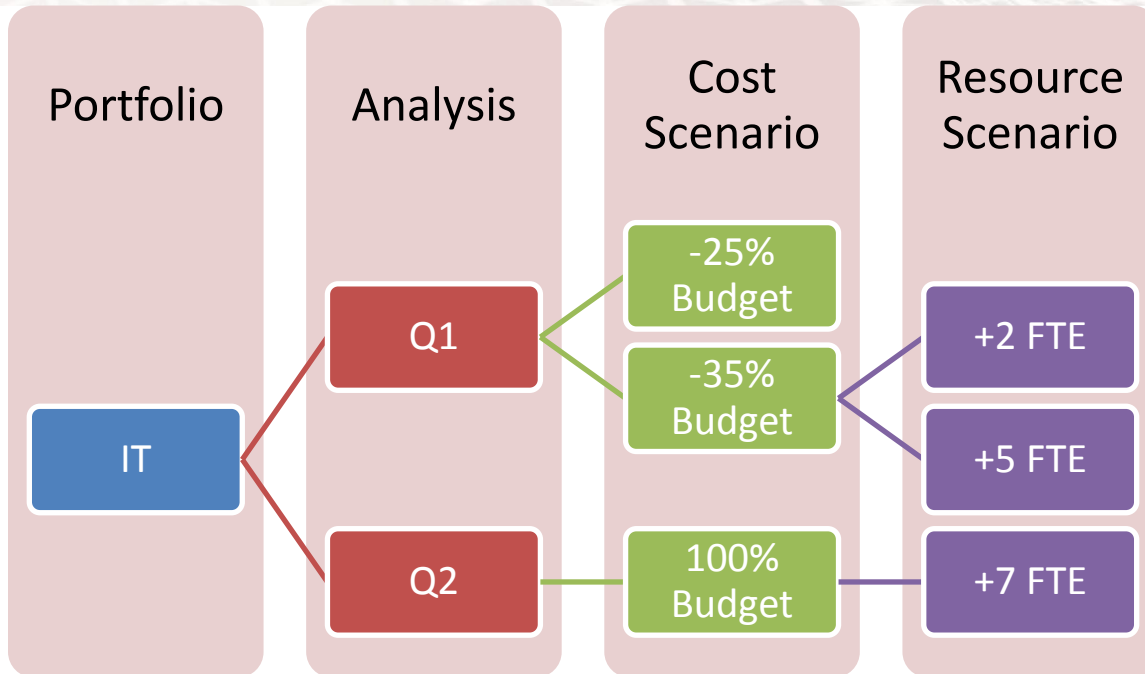 Portfolio
Analysis
Cost
Scenario
Resource
Scenario
IT
Q1
Q2
-25%
Budget
-35%
Budget
100%
Budget
+2 FTE
+5 FTE
+7 FTE